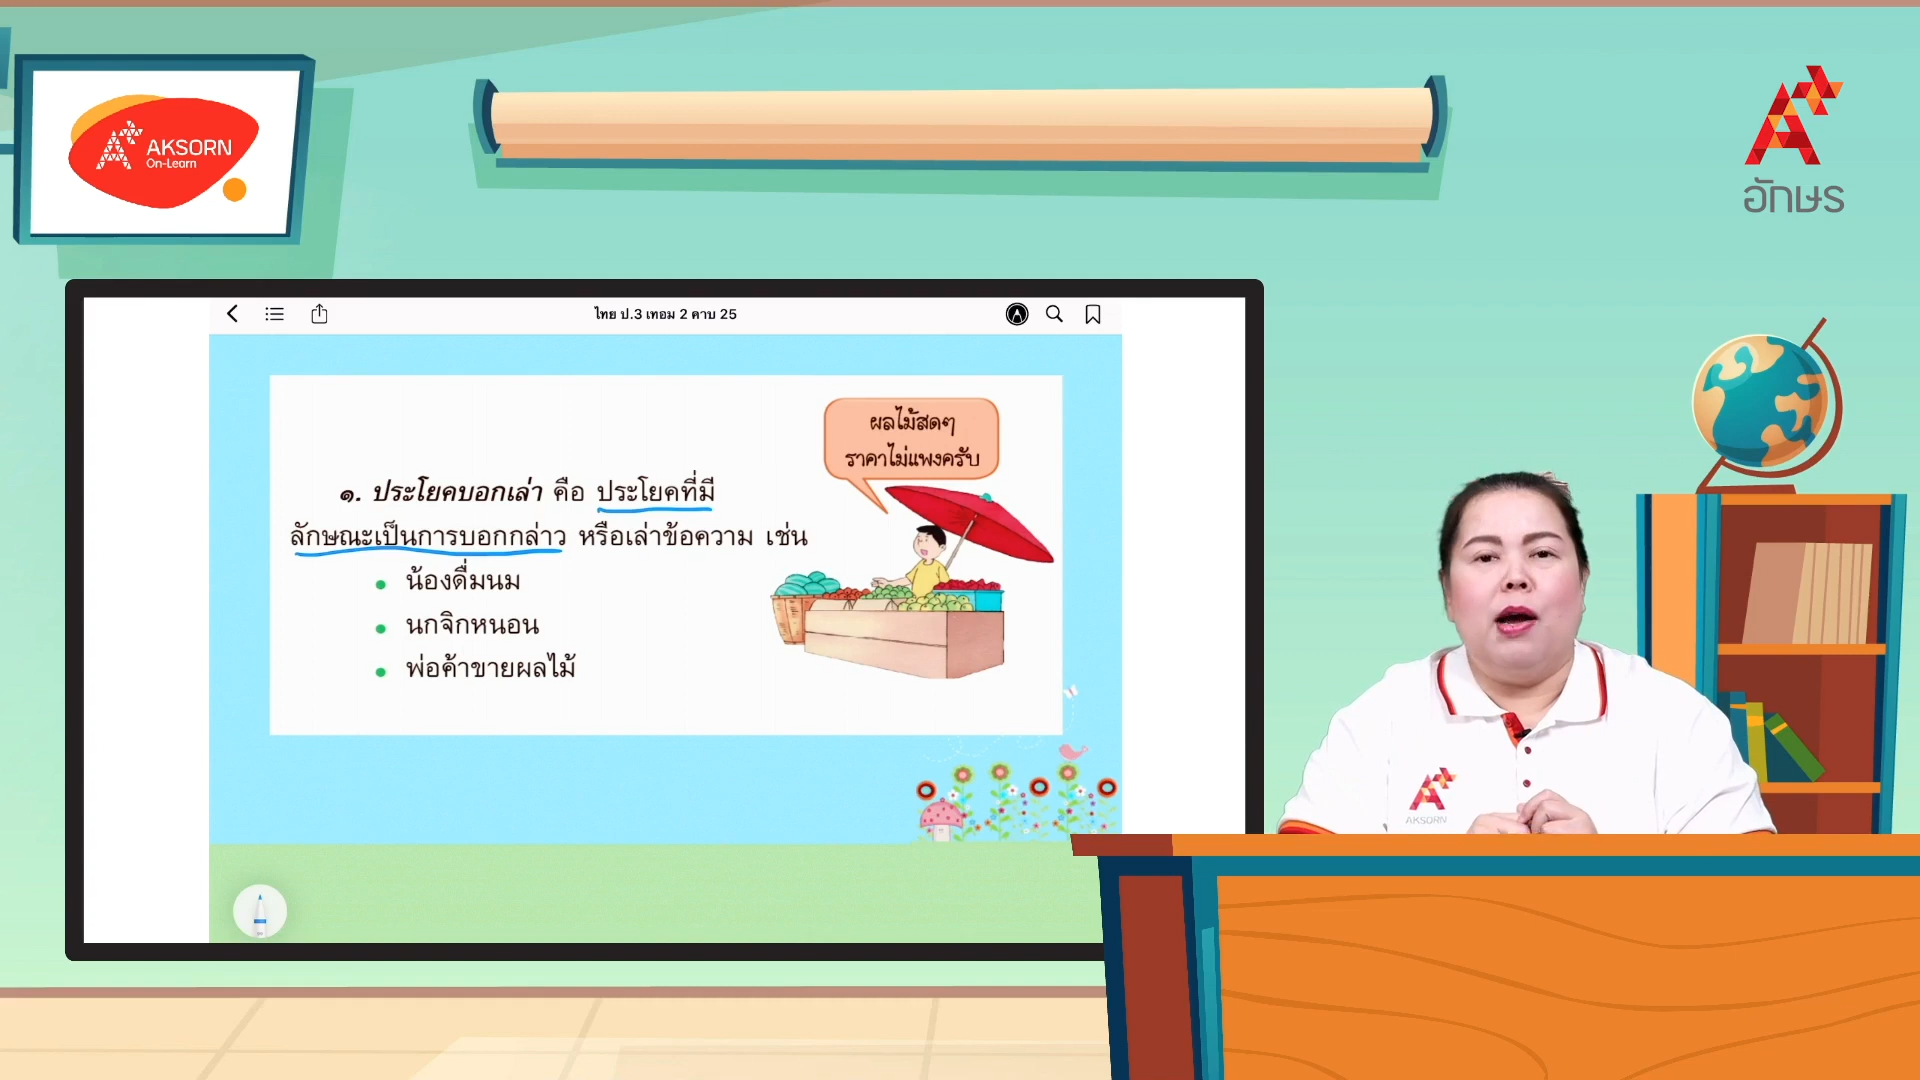 AKSORN
On-Learn
อักษร
ไทย ป.3 เทอม 2 คาบ 25
ผลไม้สดๆ
ราคาไม่แพงครับ
๑. ประโยคบอกเล่า คือ ประโยคที่มี
ลักษณะเป็นการบอกกล่าว หรือเล่าข้อความ เช่น
น้องดื่มนม
นกจิกหนอน
พ่อค้าขายผลไม้
AKSORN